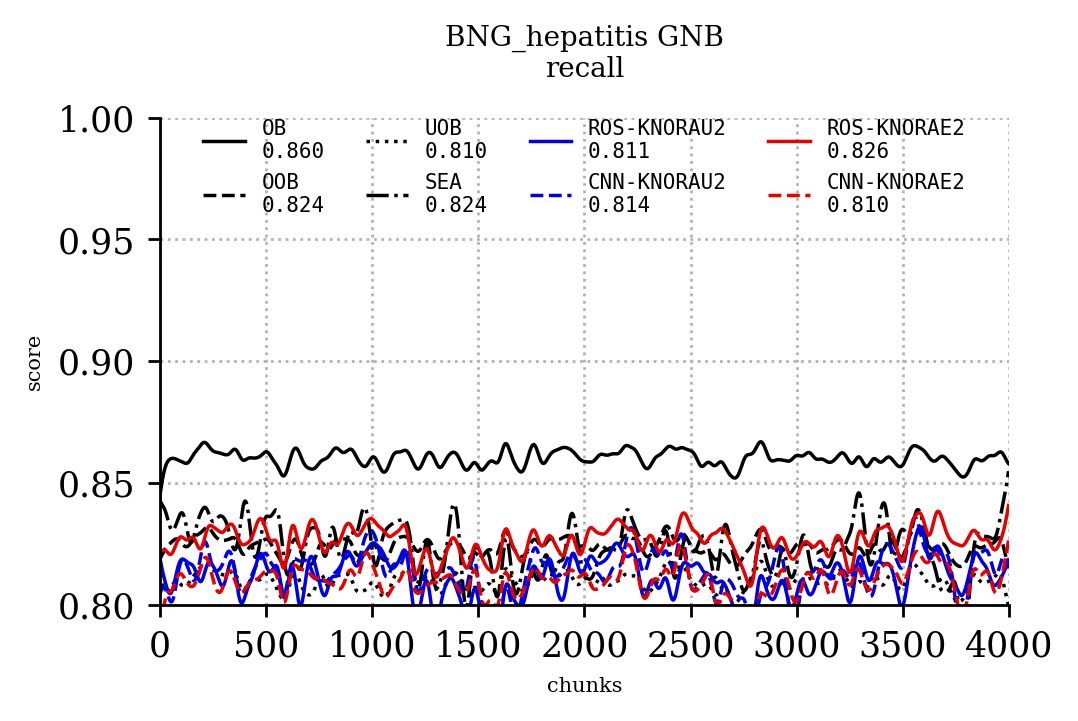 BNG_hepatitis GNB
recall
OB
0.860
OOB
0.824
UOB
0.810
SEA
0.824
ROS-KNORAU2
0.811
CNN-KNORAU2
0.814
ROS-KNORAE2
0.826
CNN-KNORAE2
0.810
1.00
0.95
0.90
0.85
0.80
score
0 500 1000 1500 2000 2500 3000 3500 4000
chunks